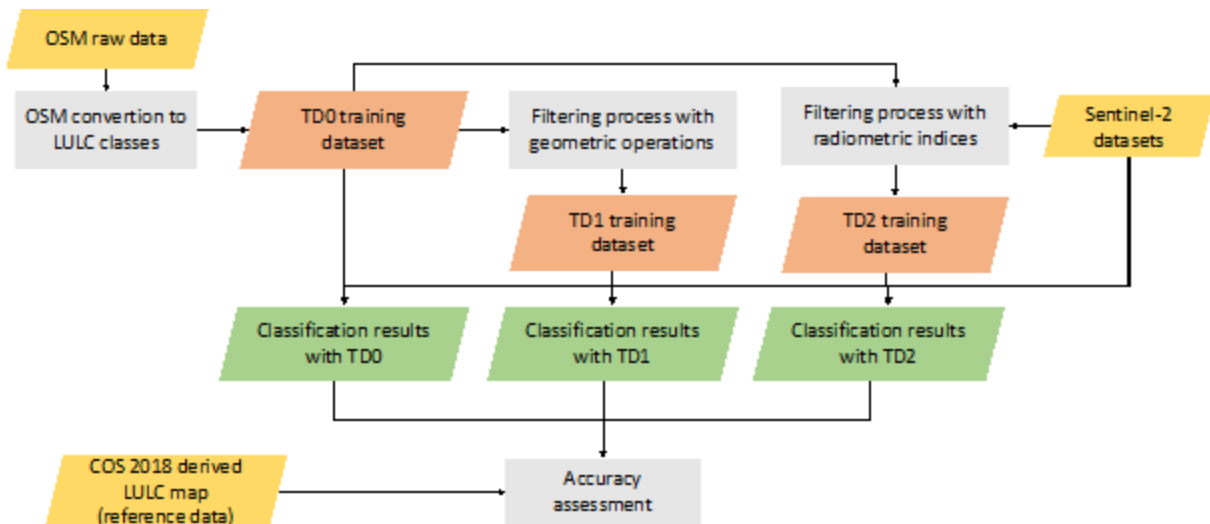 OSM raw data
OSM convertion to
LULC classes
TD0 training
dataset
Filtering process with
geometric operations
Filtering process with
radiometric indices
Sentinel-2
datasets
TD1 training
dataset
TD2 training
dataset
Classification results
with TD0
Classification results
with TD1
Classification results
with TD2
COS 2018 derived
LULC map
(reference data)
Accuracy
assessment